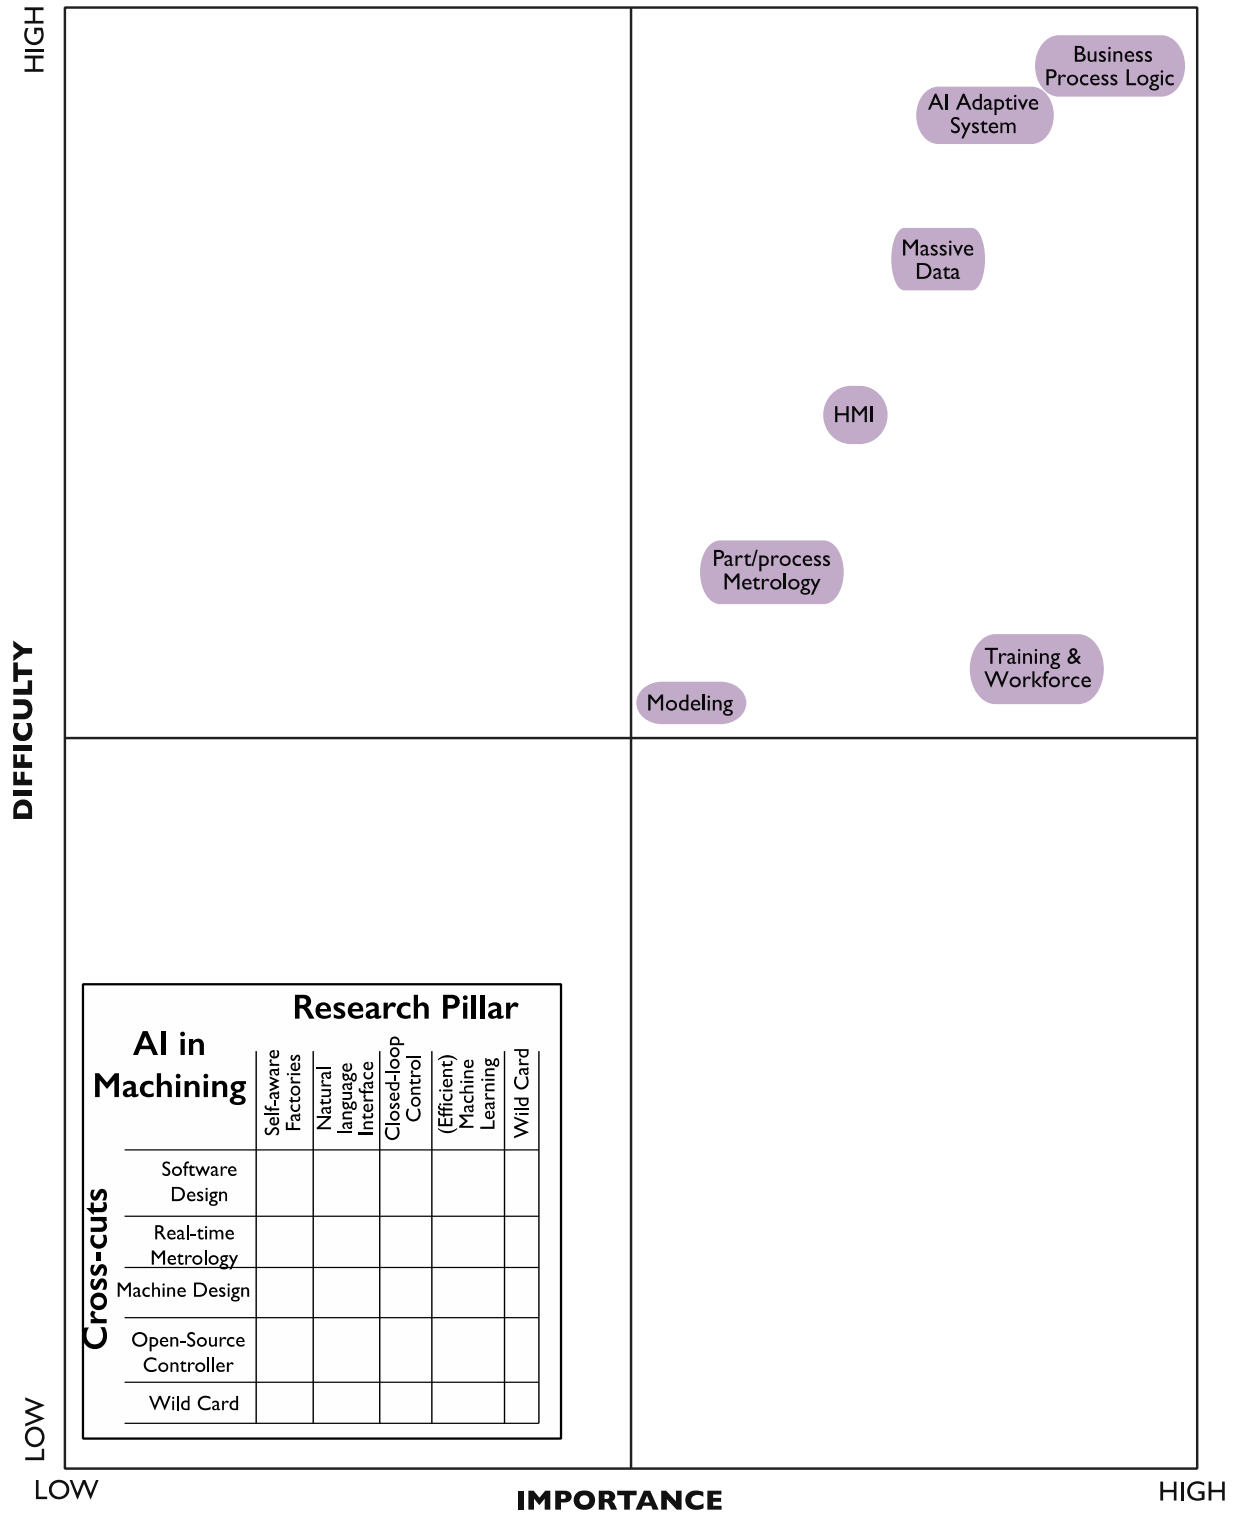 HIGH
Business
Process Logic
AI Adaptive
System
Massive
Data
HMI
Part/process
Metrology
Training &
Workforce
Modeling
DIFFICULTY
Research Pillar
AI in
Machining
Self-aware
Factories
Natural
language
Interface
Closed-loop
Control
(Efficient)
Machine
Learning
Wild Card
Cross-cuts
Software
Design
Real-time
Metrology
Machine Design
Open-Source
Controller
Wild Card
LOW
LOW
IMPORTANCE
HIGH